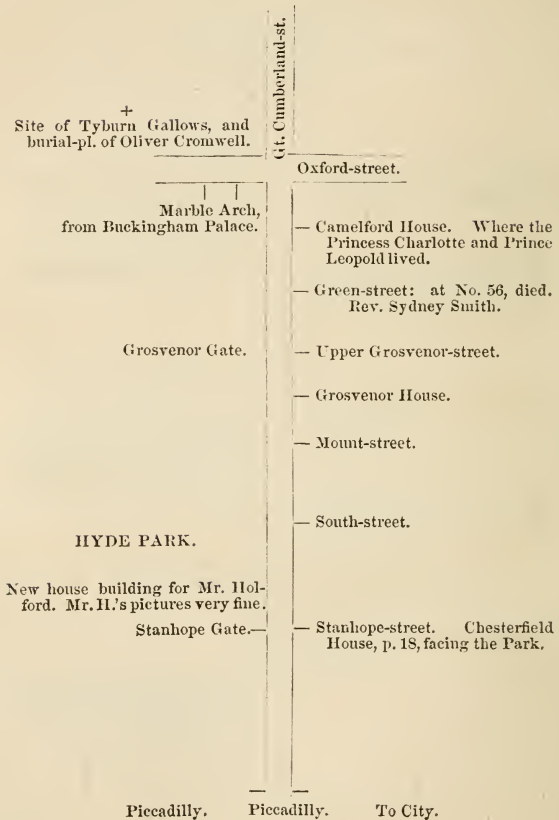 Gt. Cumberland-st.
+
Site of Tyburn Gallows, and
burial-pl. of Oliver Cromwell.
Oxford-street.
Marble Arch,
from Buckingham Palace.
— Camelford House. Where the
Princess Charlotte and Prince
Leopold lived.
— Green-street: at No. 56, died.
Rev. Sydney Smith.
Grosvenor Gate.
— Upper Grosvenor-street.
— Grosvenor House.
— Mount-street.
— South-street.
HYDE PARK.
New house building for Mr. Hol-
ford. Mr. H.'s pictures very fine.
Stanhope Gate.—
— Stanhope-street. Chesterfield
House, p. 18, facing the Park.
Piccadilly. Piccadilly. To City.